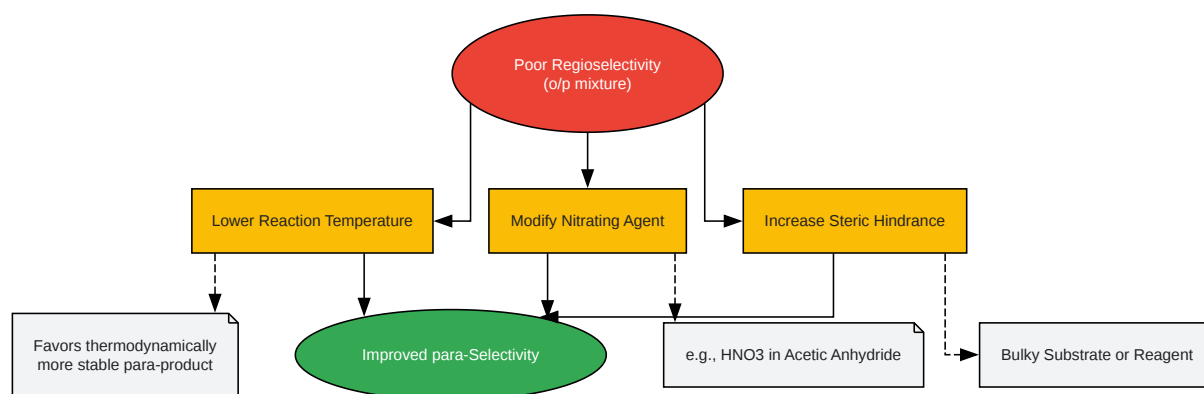 Poor Regioselectivity
(o/p mixture)
Lower Reaction Temperature
Modify Nitrating Agent
Increase Steric Hindrance
Favors thermodynamically
more stable para-product
Improved para-Selectivity
e.g., HNO3 in Acetic Anhydride
Bulky Substrate or Reagent